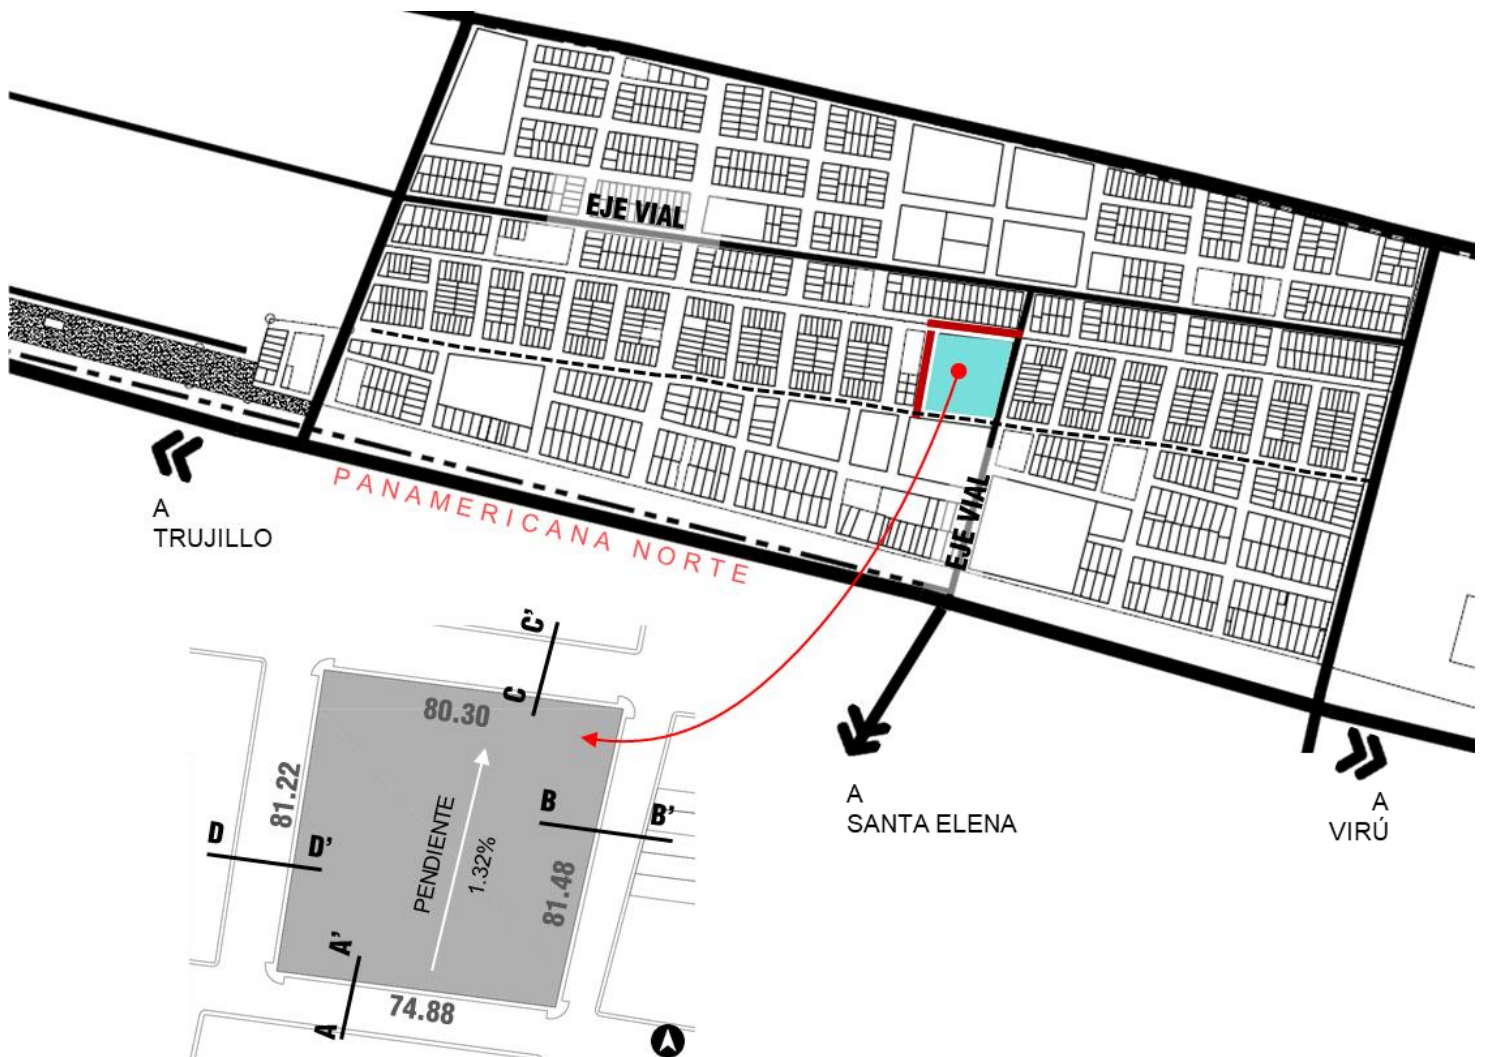 EJE VIAL
EJE VIAL
PANAMERICANA NORTE
A
TRUJILLO
A
SANTA ELENA
A
VIRÚ
C'
C
80.30
81.22
PENDIENTE
1.32%
B
B'
D
D'
81.48
A'
A
74.88